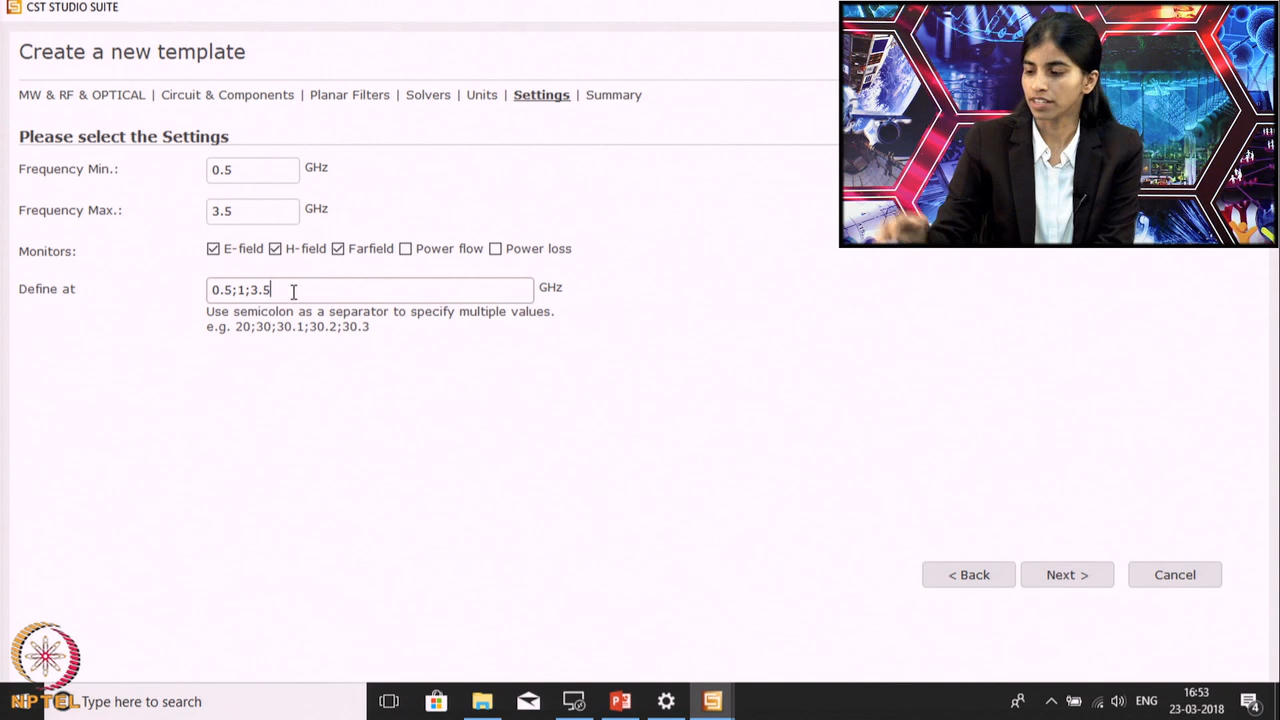 CST STUDIO SUITE
Create a new template
MW & RF & OPTICAL | Circuit & Components | Planar Filters | Solvers | Units | Settings | Summary
Please select the Settings
Frequency Min.: 0.5 GHz
Frequency Max.: 3.5 GHz
Monitors: E-field H-field Farfield Power flow Power loss
Define at 0.5;1;3.5 GHz
Use semicolon as a separator to specify multiple values.
e.g. 20;30;30.1;30.2;30.3
< Back Next > Cancel
NPTEL
Type here to search
ENG
16:53
23-03-2018
4